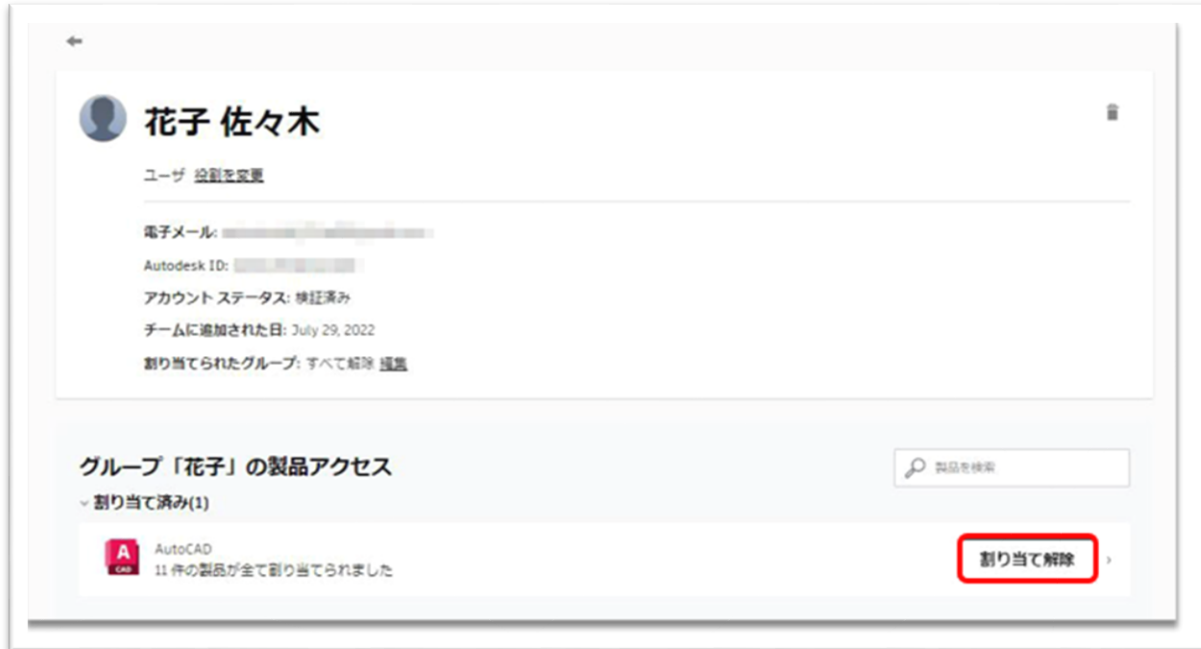 花子 佐々木
ユーザ 役割を変更
電子メール:
Autodesk ID:
アカウント ステータス: 検証済み
チームに追加された日: July 29, 2022
割り当てられたグループ: すべて解除 編集
グループ「花子」の製品アクセス
製品を検索
割り当て済み(1)
A
CAD
AutoCAD
11 件の製品が全て割り当てられました
割り当て解除